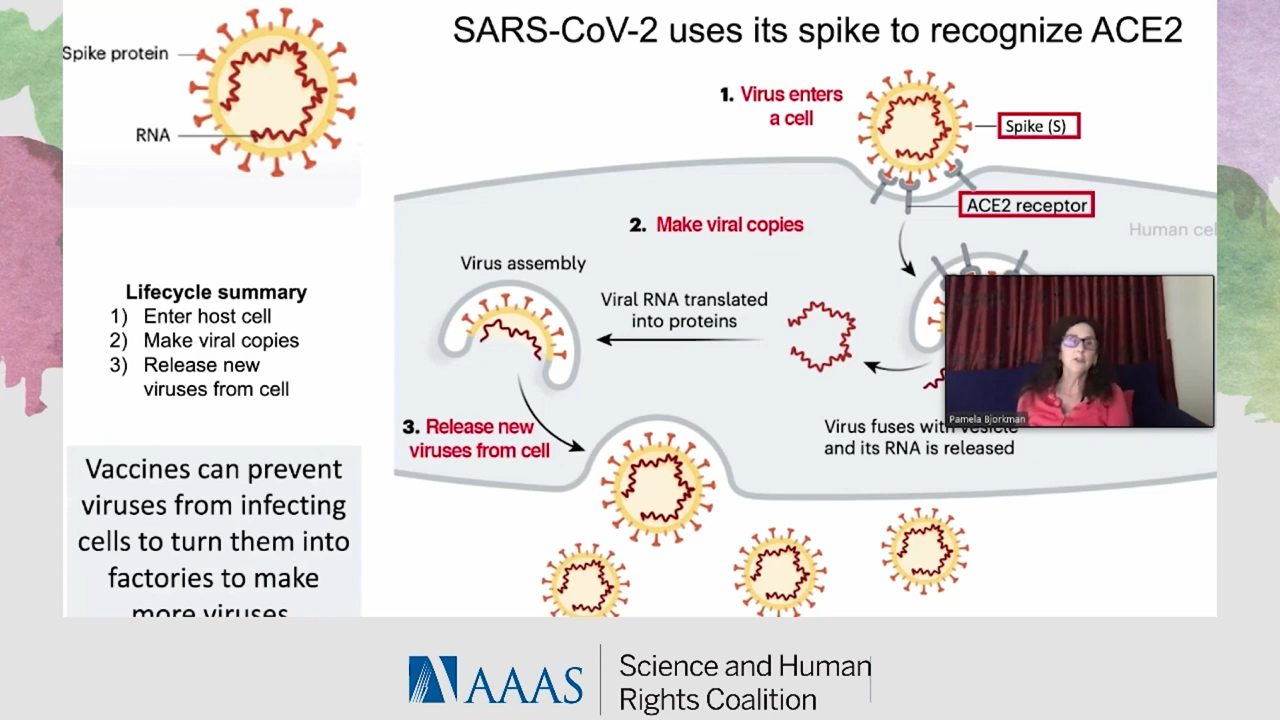 SARS-CoV-2 uses its spike to recognize ACE2
Spike protein
RNA
Lifecycle summary
1) Enter host cell
2) Make viral copies
3) Release new
viruses from cell
Vaccines can prevent
viruses from infecting
cells to turn them into
factories to make
more viruses
1. Virus enters
a cell
Spike (S)
ACE2 receptor
Human cel
2. Make viral copies
Virus assembly
Viral RNA translated
into proteins
Virus fuses with vesicle
and its RNA is released
3. Release new
viruses from cell
Pamela Bjorkman
AAAS
Science and Human
Rights Coalition